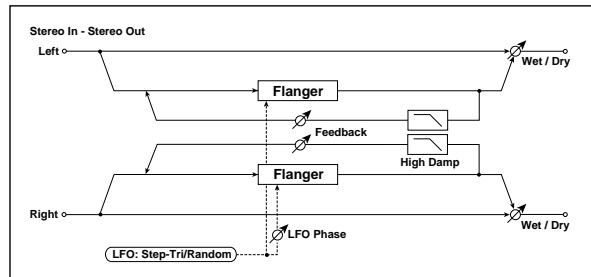 Stereo In - Stereo Out
Left
Wet / Dry
Flanger
Feedback
High Damp
Flanger
Right
LFO Phase
Wet / Dry
LFO: Step-Tri/Random